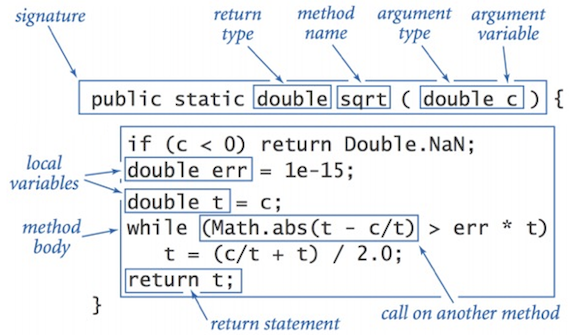 signature
return type
method name
argument type
argument variable
public static double sqrt ( double c ) {
if (c < 0) return Double.NaN;
local variables
double err = 1e-15;
double t = c;
method body
while (Math.abs(t - c/t) > err * t)
t = (c/t + t) / 2.0;
return t;
}
return statement
call on another method